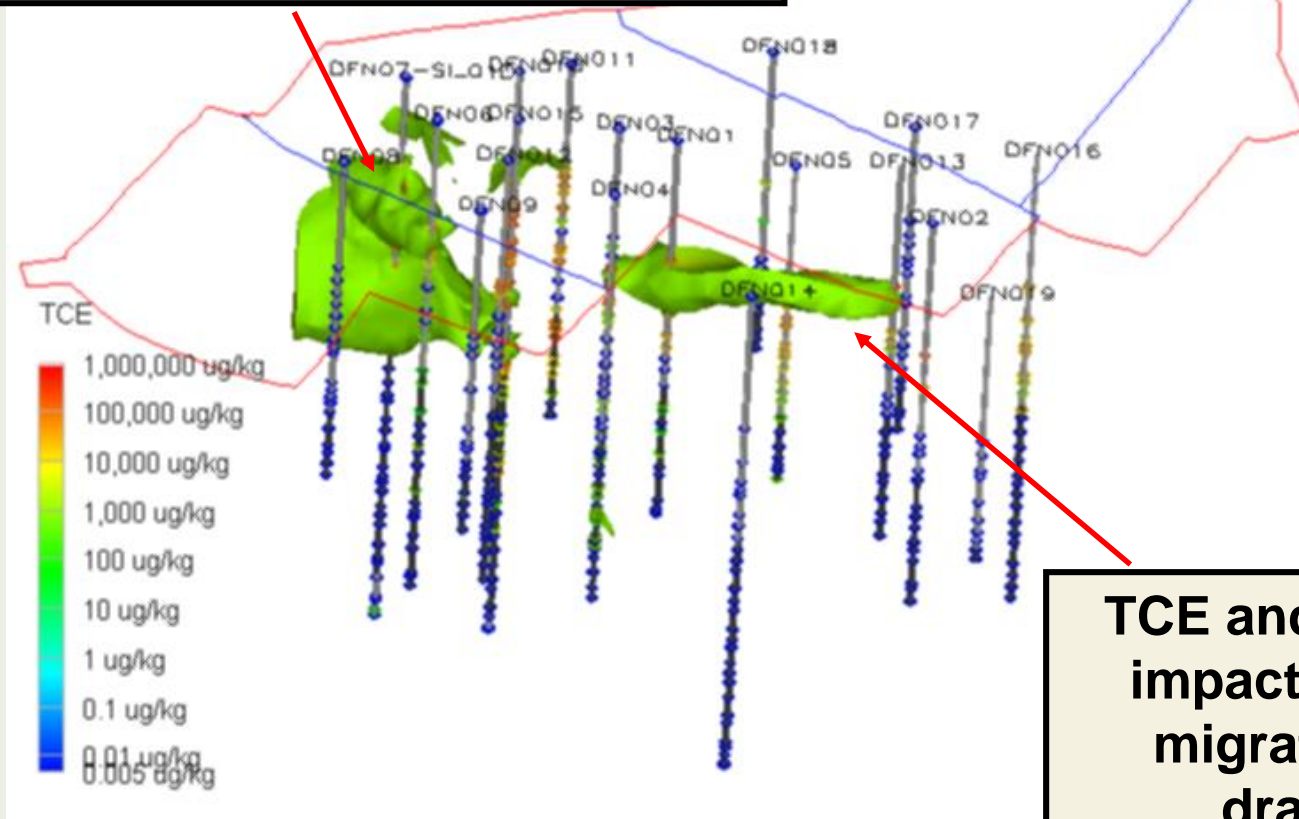 DFN018
DFN011
DFN06
DFN015
DFN03
DFN01
DFN017
DFN016
DFN08
DFN012
DFN05
DFN013
DFN04
DFN09
DFN02
DFN014
DFN019
TCE
1,000,000 ug/kg
100,000 ug/kg
10,000 ug/kg
1,000 ug/kg
100 ug/kg
10 ug/kg
1 ug/kg
0.1 ug/kg
0.01 ug/kg
0.005 ug/kg
TCE and
impact
migra
dra